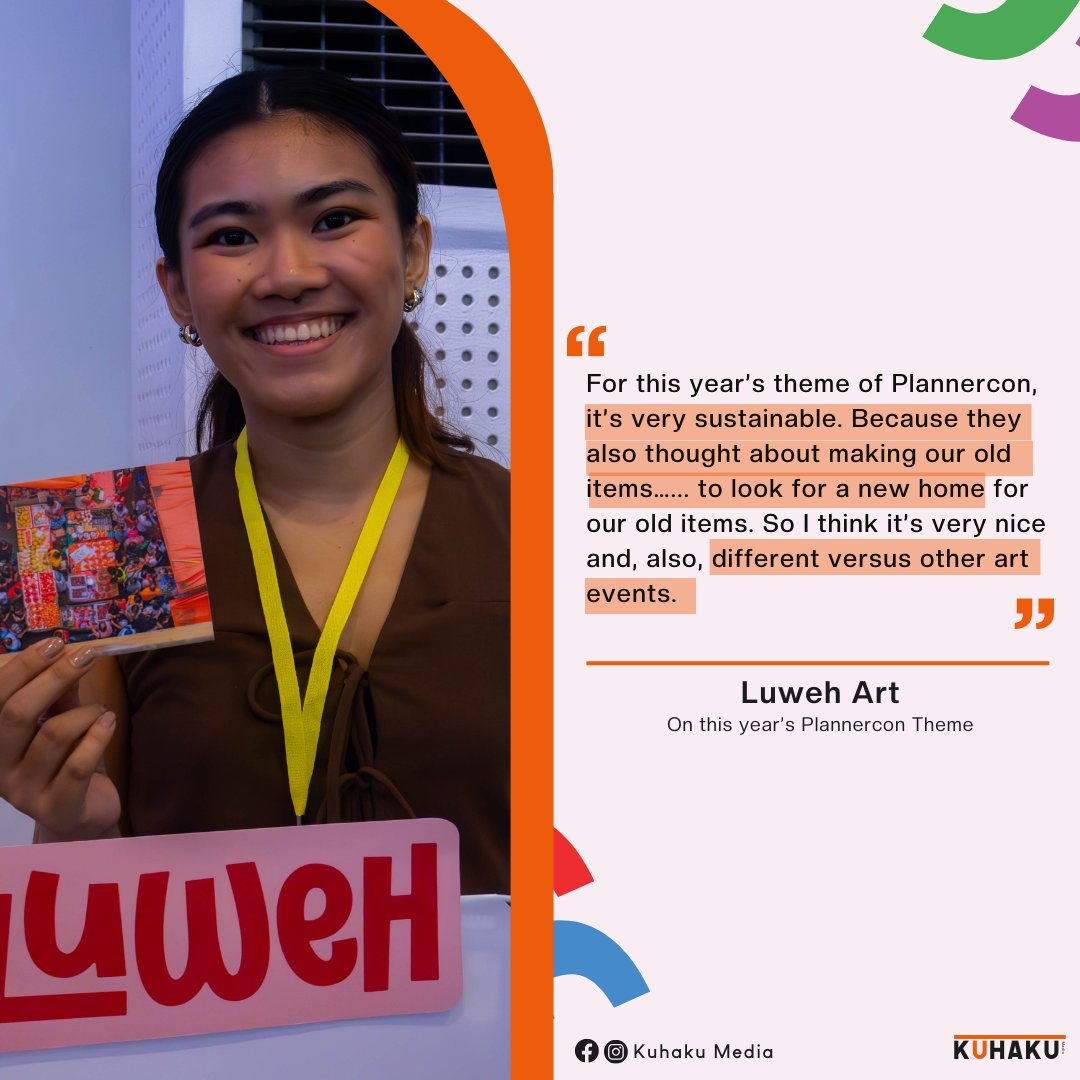 “
For this year’s theme of Plannercon,
it’s very sustainable. Because they
also thought about making our old
items...... to look for a new home for
our old items. So I think it’s very nice
and, also, different versus other art
events.
”
Luweh Art
On this year’s Plannercon Theme
LuweH
Kuhaku Media
KUHAKU